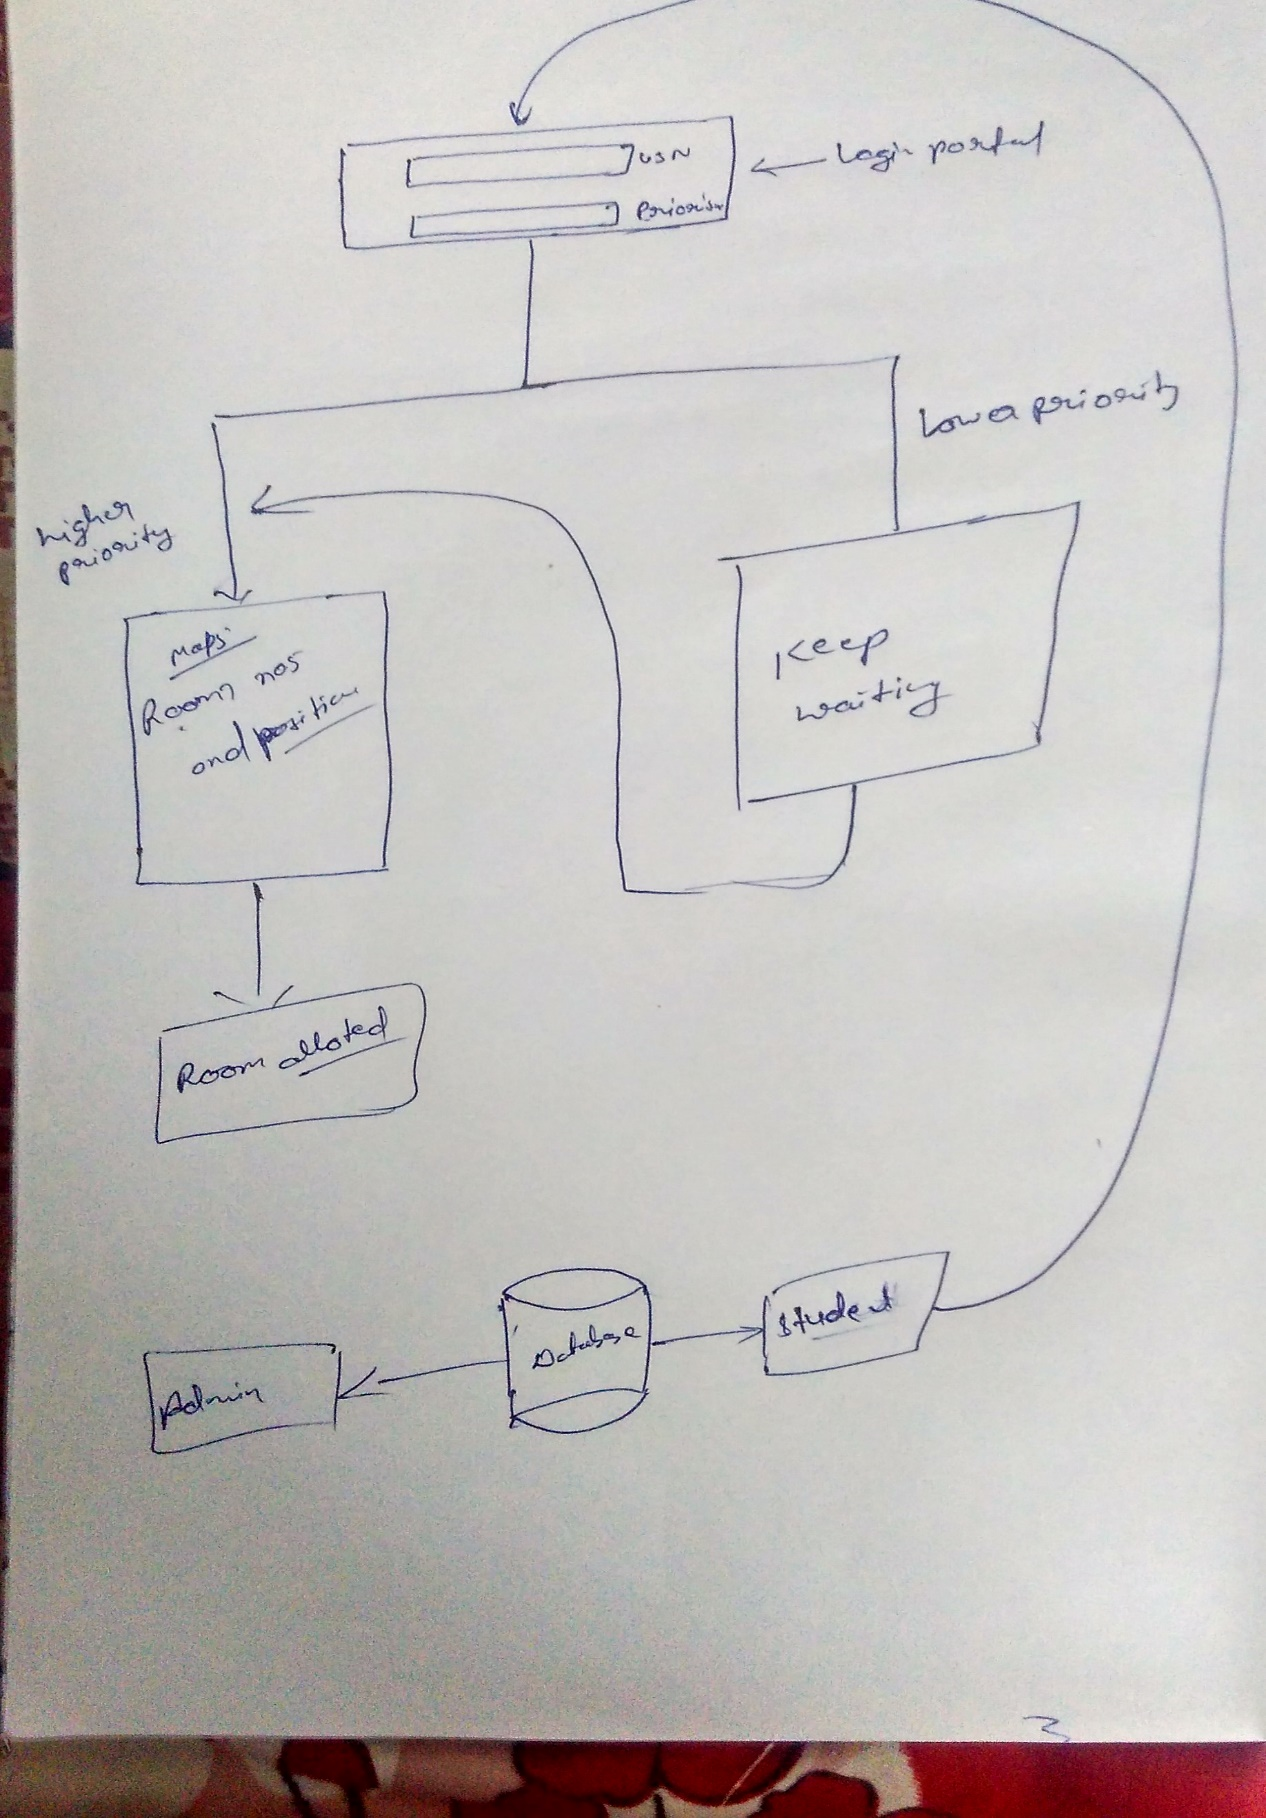 USN
Login portal
Priority
Lower priority
higher
priority
Maps
Room nos
and position
Keep
waiting
Room alloted
Database
Student
Admin